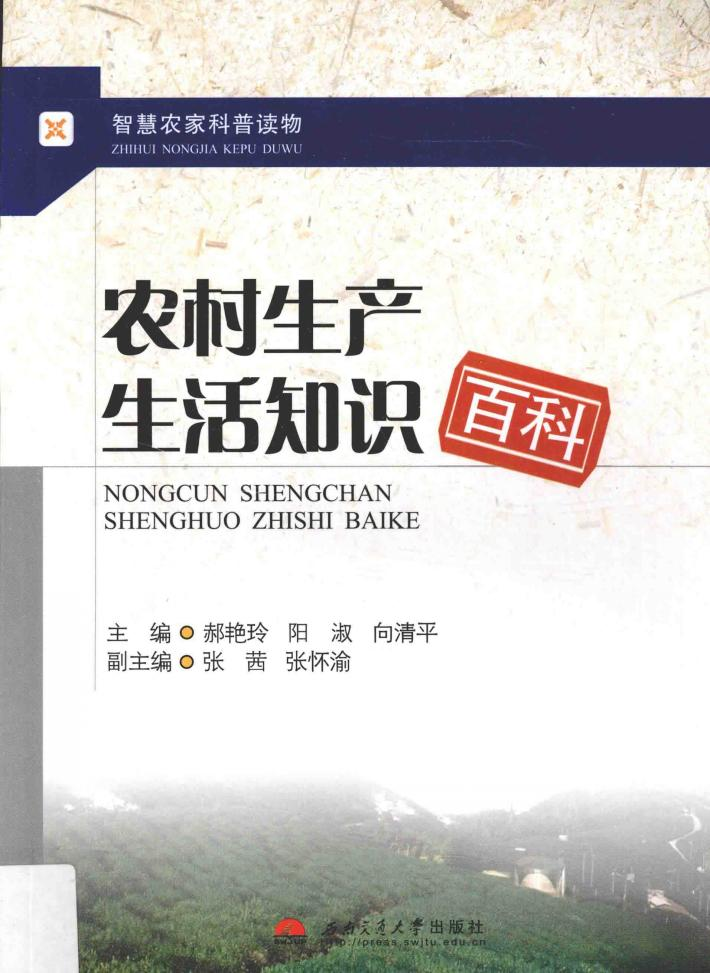 智慧农家科普读物
ZHIHUI NONGJIA KEPU DUWU
农村生产
生活知识
百科
NONGCUN SHENGCHAN
SHENGHUO ZHISHI BAIKE
主 编 郝艳玲 阳 淑 向清平
副主编 张 茜 张怀渝
SWJUP
西南交通大学出版社
http://press.swjtu.edu.cn